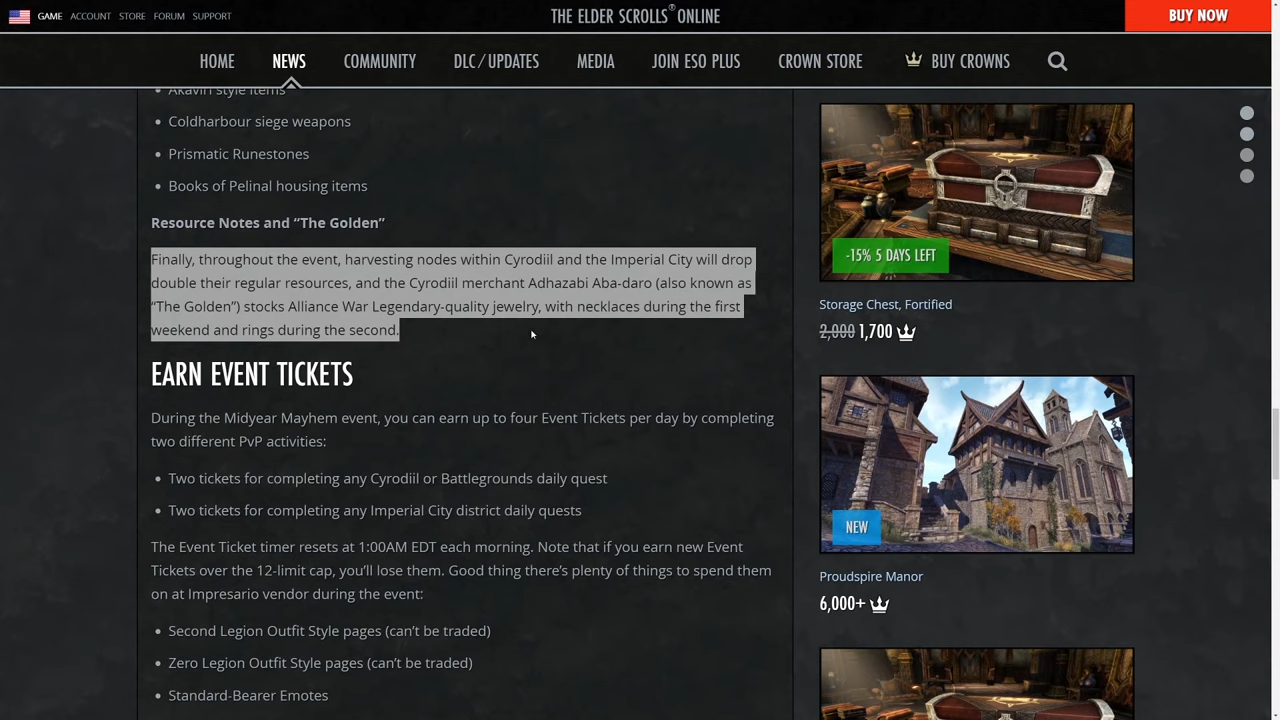 GAME ACCOUNT STORE FORUM SUPPORT
THE ELDER SCROLLS® ONLINE
BUY NOW
HOME NEWS COMMUNITY DLC/UPDATES MEDIA JOIN ESO PLUS CROWN STORE BUY CROWNS
Akaviri style items
• Coldharbour siege weapons
• Prismatic Runestones
• Books of Pelinal housing items
Resource Notes and “The Golden”
Finally, throughout the event, harvesting nodes within Cyrodiil and the Imperial City will drop
double their regular resources, and the Cyrodiil merchant Adhazabi Aba-daro (also known as
“The Golden”) stocks Alliance War Legendary-quality jewelry, with necklaces during the first
weekend and rings during the second.
EARN EVENT TICKETS
During the Midyear Mayhem event, you can earn up to four Event Tickets per day by completing
two different PvP activities:
• Two tickets for completing any Cyrodiil or Battlegrounds daily quest
• Two tickets for completing any Imperial City district daily quests
The Event Ticket timer resets at 1:00AM EDT each morning. Note that if you earn new Event
Tickets over the 12-limit cap, you’ll lose them. Good thing there’s plenty of things to spend them
on at Impresario vendor during the event:
• Second Legion Outfit Style pages (can’t be traded)
• Zero Legion Outfit Style pages (can’t be traded)
• Standard-Bearer Emotes
-15% 5 DAYS LEFT
Storage Chest, Fortified
2,000 1,700
NEW
Proudspire Manor
6,000+